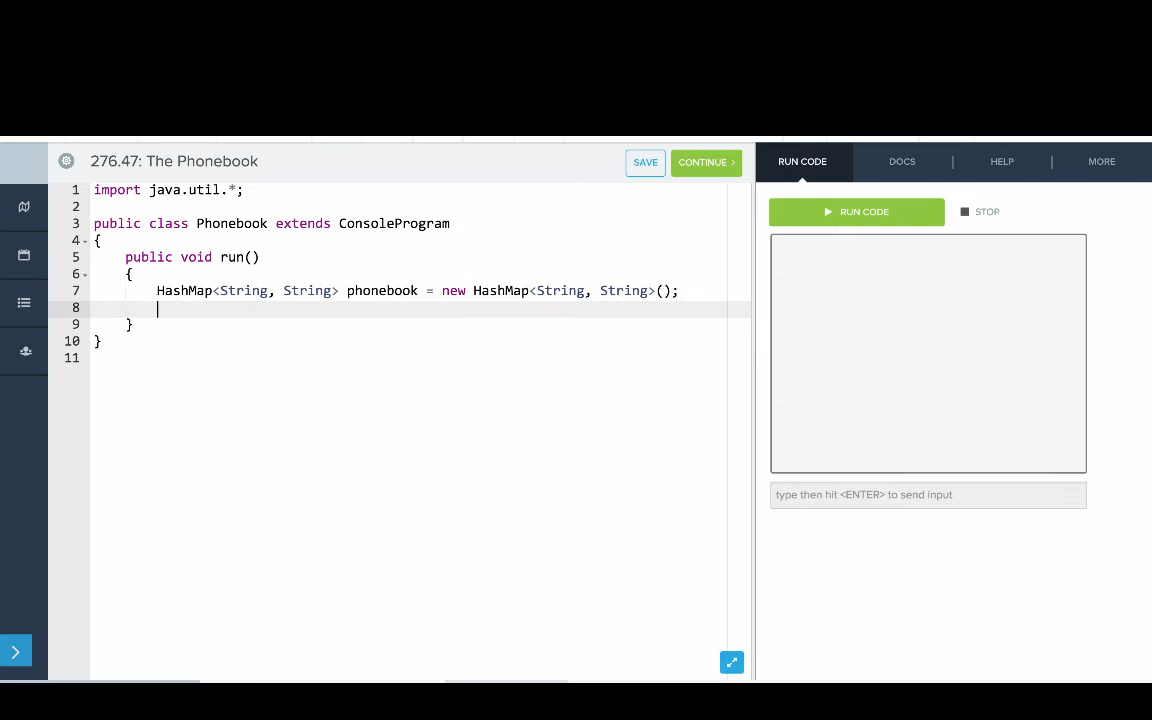 276.47: The Phonebook
SAVE
CONTINUE ›
RUN CODE
DOCS
HELP
MORE
1 import java.util.*;
2
3 public class Phonebook extends ConsoleProgram
4 {
5 public void run()
6 {
7 HashMap<String, String> phonebook = new HashMap<String, String>();
8
9 }
10 }
11
RUN CODE
STOP
type then hit <ENTER> to send input